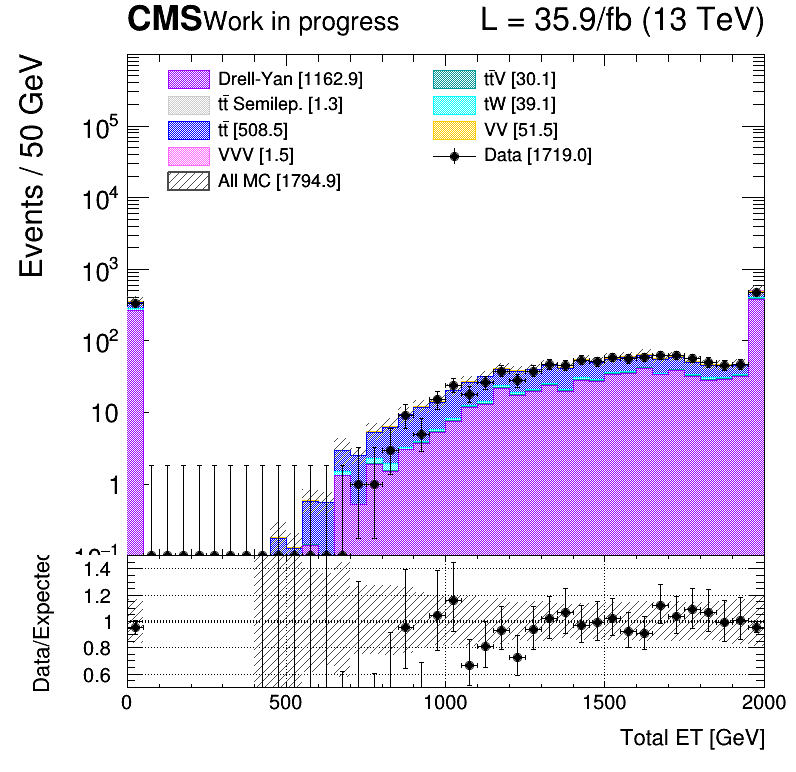 CMS Work in progress L = 35.9/fb (13 TeV)
Events / 50 GeV
Drell-Yan [1162.9]
tt̄ Semilep. [1.3]
tt̄ [508.5]
VVV [1.5]
All MC [1794.9]
tt̄V [30.1]
tW [39.1]
VV [51.5]
Data [1719.0]
10⁵
10⁴
10³
10²
10
1
10⁻¹
Data/Expected
1.4
1.2
1
0.8
0.6
0 500 1000 1500 2000
Total ET [GeV]